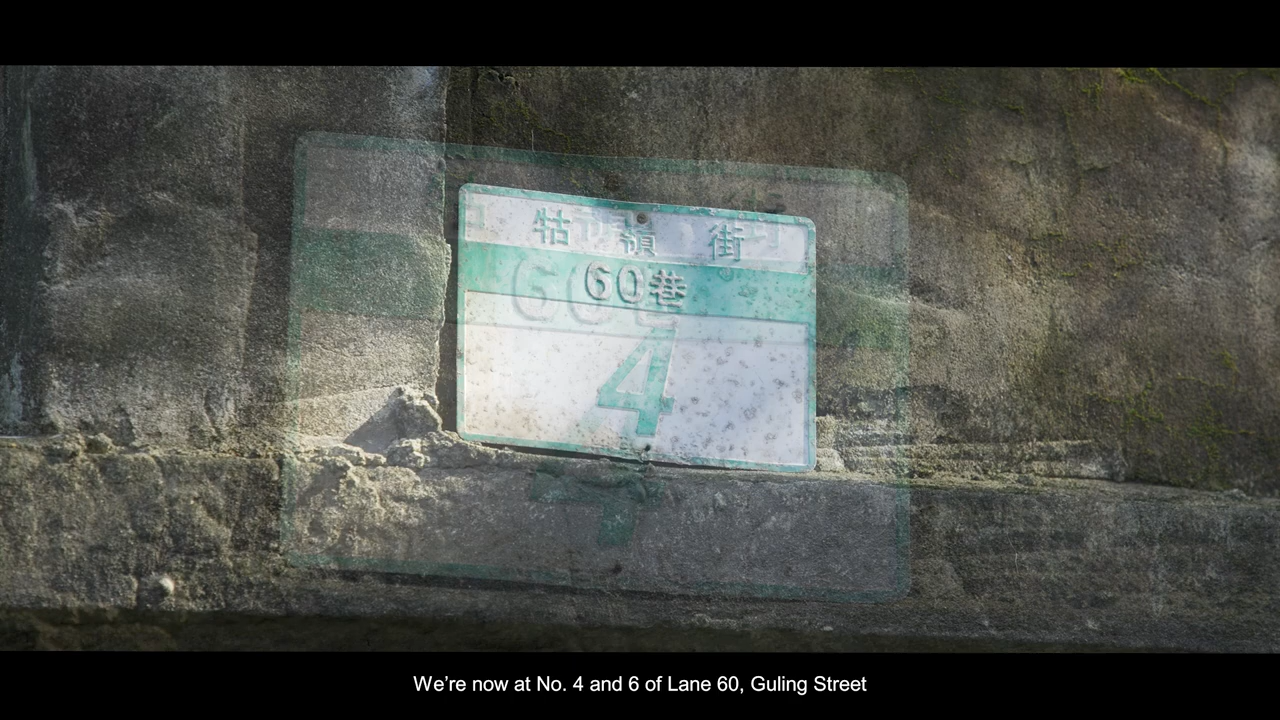 牯嶺街
60巷
4
We're now at No. 4 and 6 of Lane 60, Guling Street